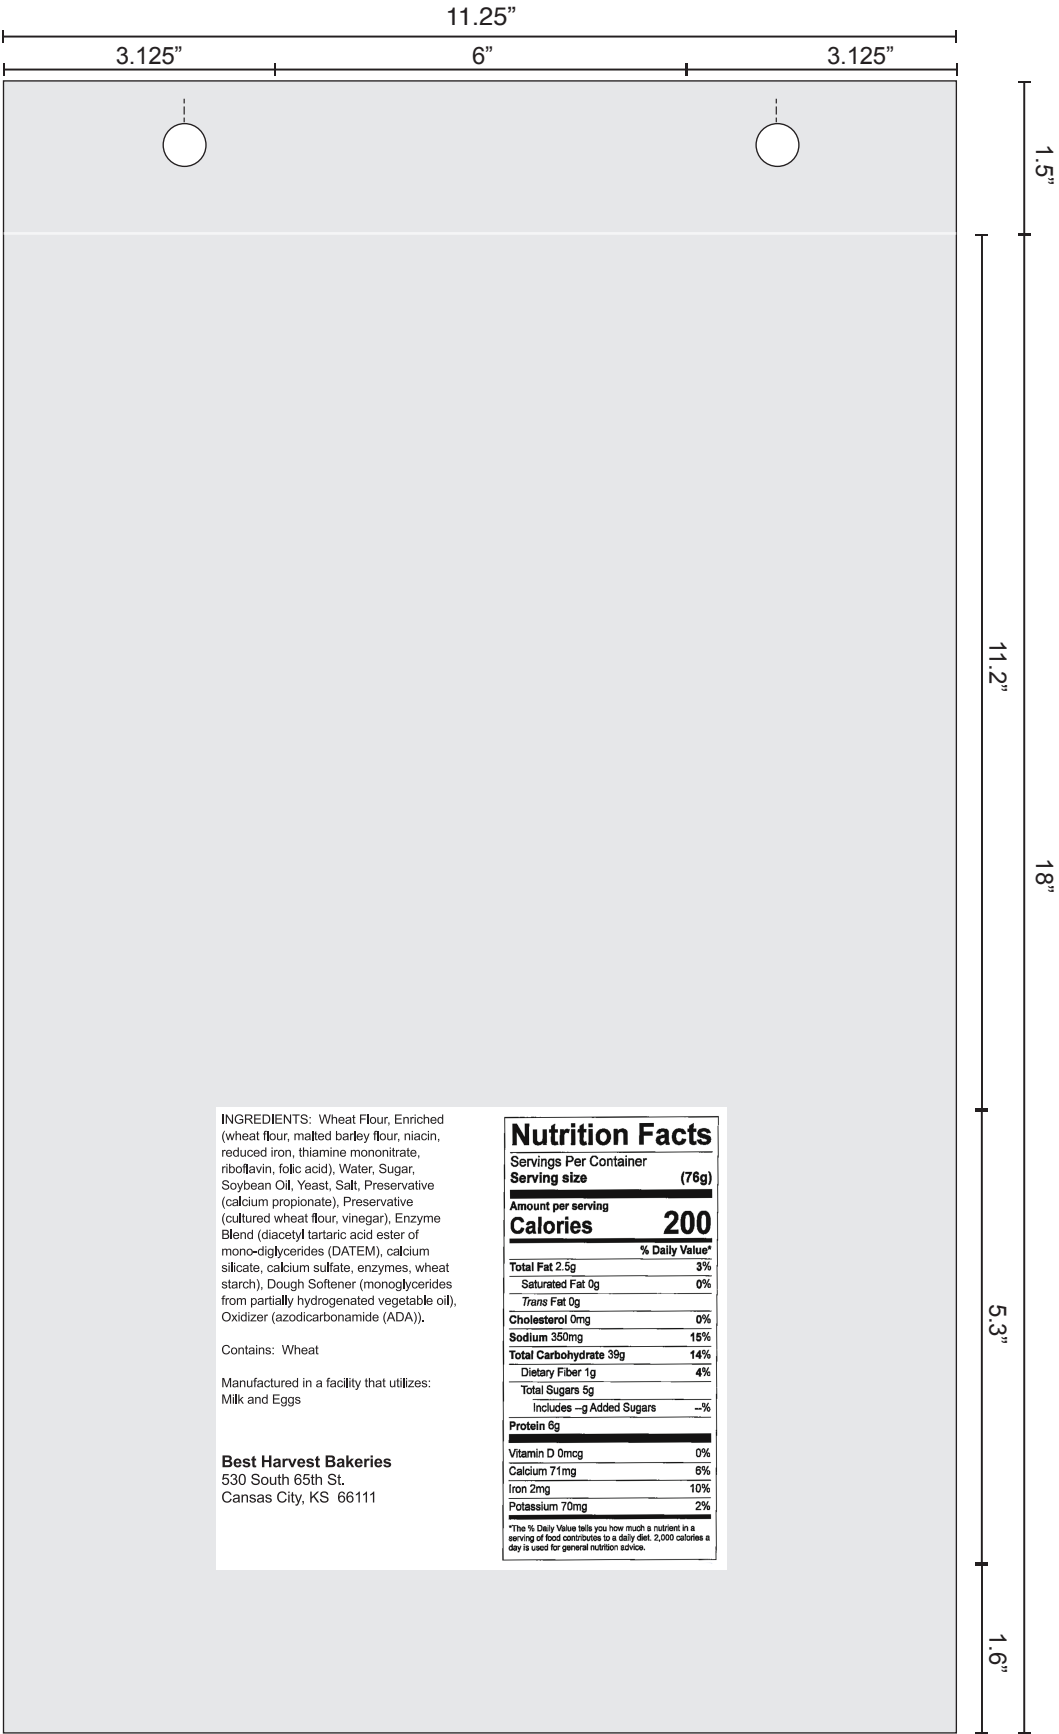 11.25”
3.125” 6” 3.125”
1.5”
11.2”
18”
5.3”
1.6”
INGREDIENTS: Wheat Flour, Enriched
(wheat flour, malted barley flour, niacin,
reduced iron, thiamine mononitrate,
riboflavin, folic acid), Water, Sugar,
Soybean Oil, Yeast, Salt, Preservative
(calcium propionate), Preservative
(cultured wheat flour, vinegar), Enzyme
Blend (diacetyl tartaric acid ester of
mono-diglycerides (DATEM), calcium
silicate, calcium sulfate, enzymes, wheat
starch), Dough Softener (monoglycerides
from partially hydrogenated vegetable oil),
Oxidizer (azodicarbonamide (ADA)).
Contains: Wheat
Manufactured in a facility that utilizes:
Milk and Eggs
Best Harvest Bakeries
530 South 65th St.
Cansas City, KS 66111
Nutrition Facts
Servings Per Container
Serving size (76g)
Amount per serving
Calories 200
% Daily Value*
Total Fat 2.5g 3%
Saturated Fat 0g 0%
Trans Fat 0g
Cholesterol 0mg 0%
Sodium 350mg 15%
Total Carbohydrate 39g 14%
Dietary Fiber 1g 4%
Total Sugars 5g
Includes --g Added Sugars --%
Protein 6g
Vitamin D 0mcg 0%
Calcium 71mg 6%
Iron 2mg 10%
Potassium 70mg 2%
*The % Daily Value tells you how much a nutrient in a
serving of food contributes to a daily diet. 2,000 calories a
day is used for general nutrition advice.